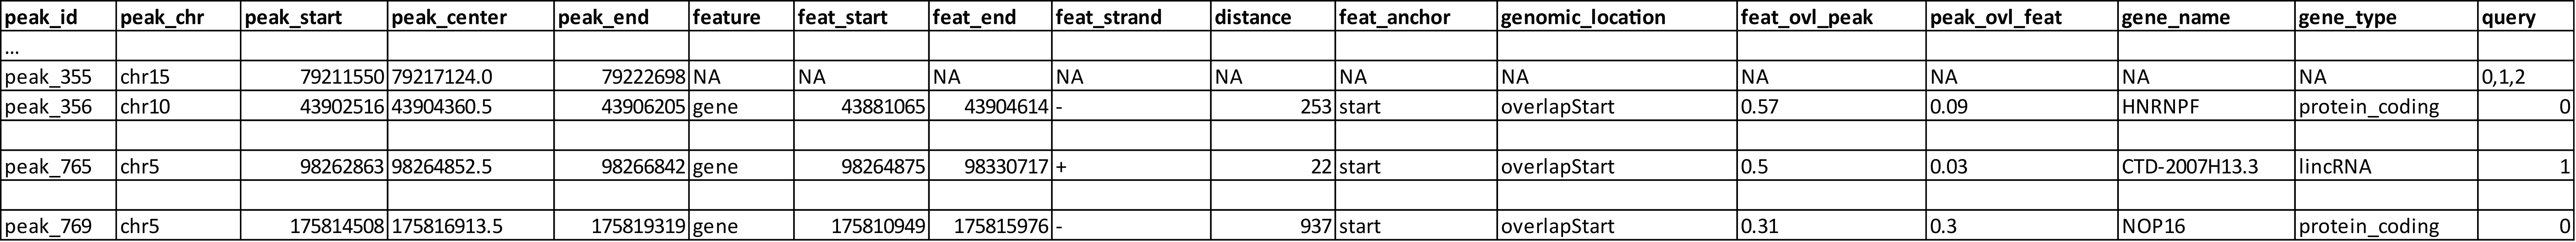 peak_id peak_chr peak_start peak_center peak_end feature feat_start feat_end feat_strand distance feat_anchor genomic_location feat_ovl_peak peak_ovl_feat gene_name gene_type query
...
peak_355 chr15 79211550 79217124.0 79222698 NA NA NA NA NA NA NA NA NA NA NA 0,1,2
peak_356 chr10 43902516 43904360.5 43906205 gene 43881065 43904614 - 253 start overlapStart 0.57 0.09 HNRNPF protein_coding 0
peak_765 chr5 98262863 98264852.5 98266842 gene 98264875 98330717 + 22 start overlapStart 0.5 0.03 CTD-2007H13.3 lincRNA 1
peak_769 chr5 175814508 175816913.5 175819319 gene 175810949 175815976 - 937 start overlapStart 0.31 0.3 NOP16 protein_coding 0